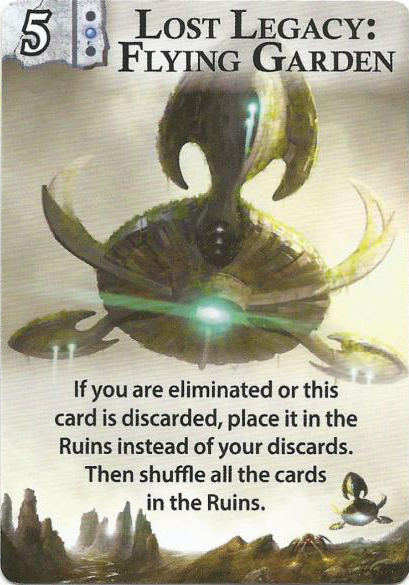 5
Lost Legacy:
Flying Garden
If you are eliminated or this
card is discarded, place it in the
Ruins instead of your discards.
Then shuffle all the cards
in the Ruins.